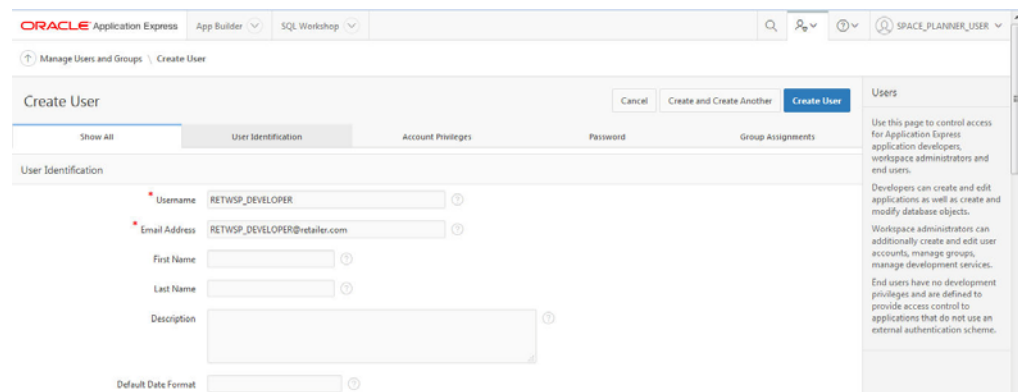 ORACLE Application Express App Builder SQL Workshop SPACE_PLANNER_USER
Manage Users and Groups \ Create User
Create User Cancel Create and Create Another Create User
Show All User Identification Account Privileges Password Group Assignments
User Identification
* Username RETWSP_DEVELOPER
* Email Address RETWSP_DEVELOPER@retailer.com
First Name
Last Name
Description
Default Date Format
Users
Use this page to control access
for Application Express
application developers,
workspace administrators and
end users.
Developers can create and edit
applications as well as create and
modify database objects.
Workspace administrators can
additionally create and edit user
accounts, manage groups,
manage development services.
End users have no development
privileges and are defined to
provide access control to
applications that do not use an
external authentication scheme.